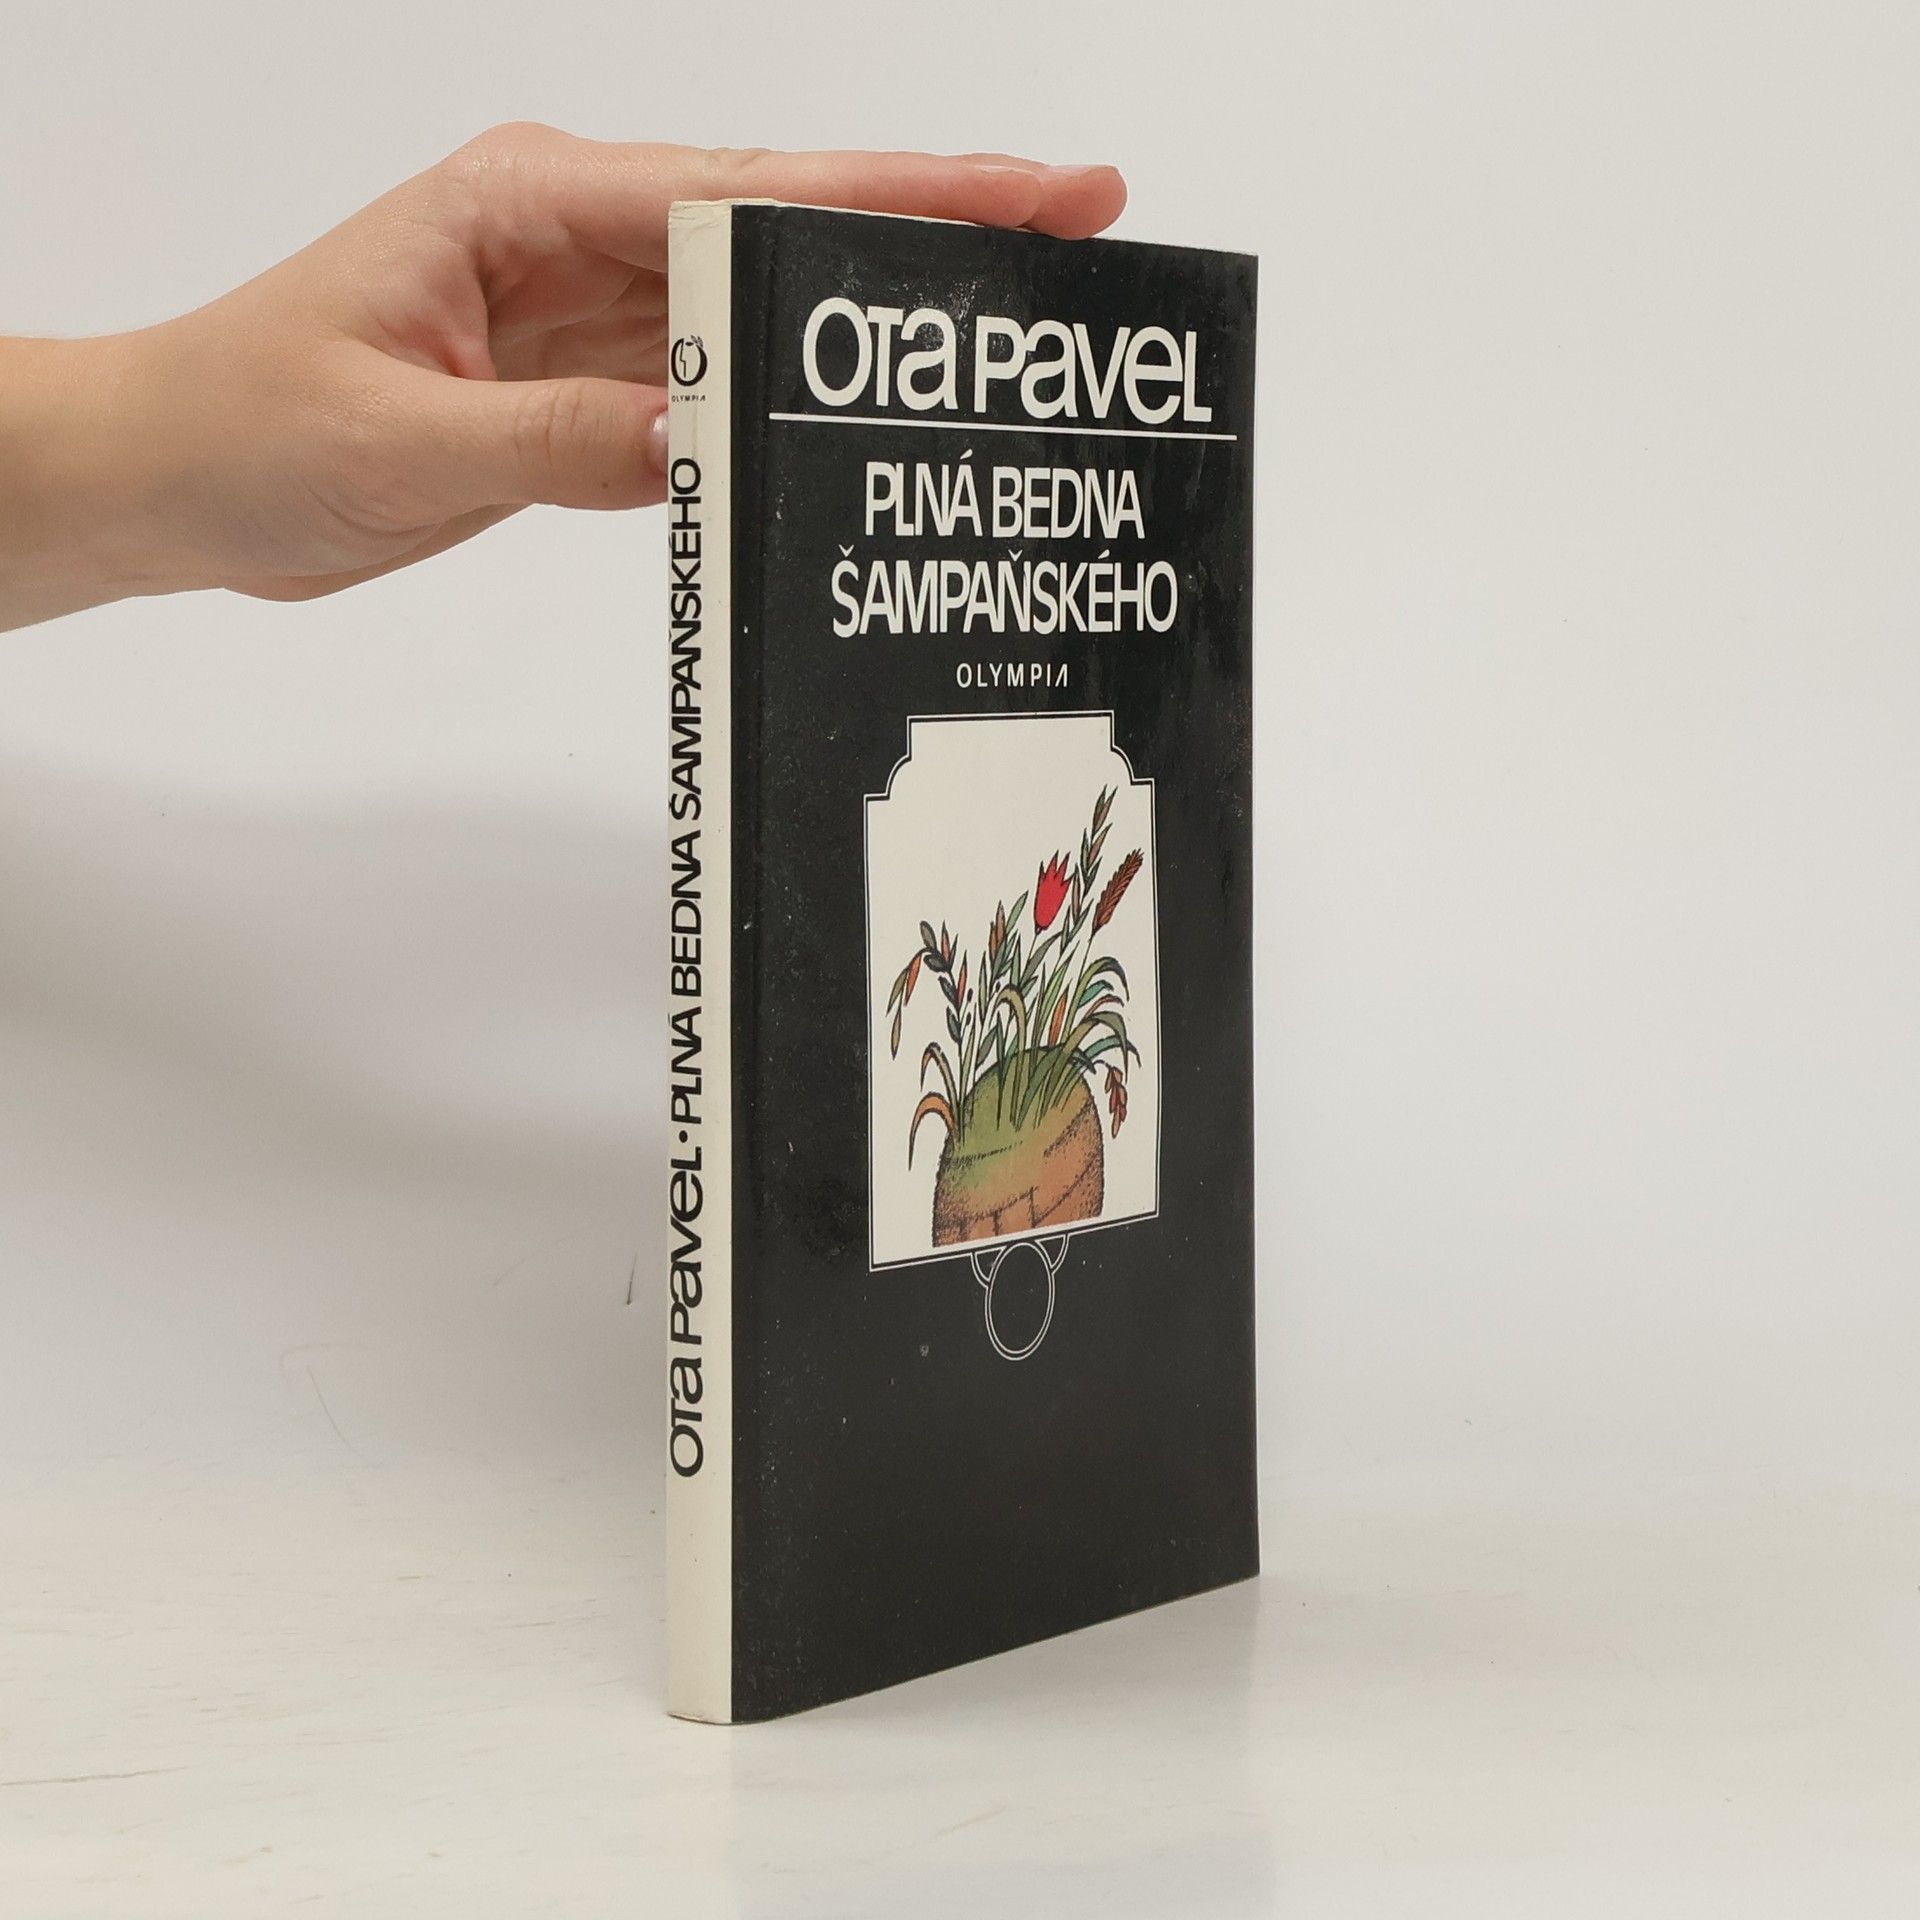 OTa PaveL
PLNÁ BEDNA
ŠAMPAŇSKÉHO
OLYMPIA
OLYMPIA
OTa PaveL · PLNÁ BEDNA ŠAMPAŇSKÉHO